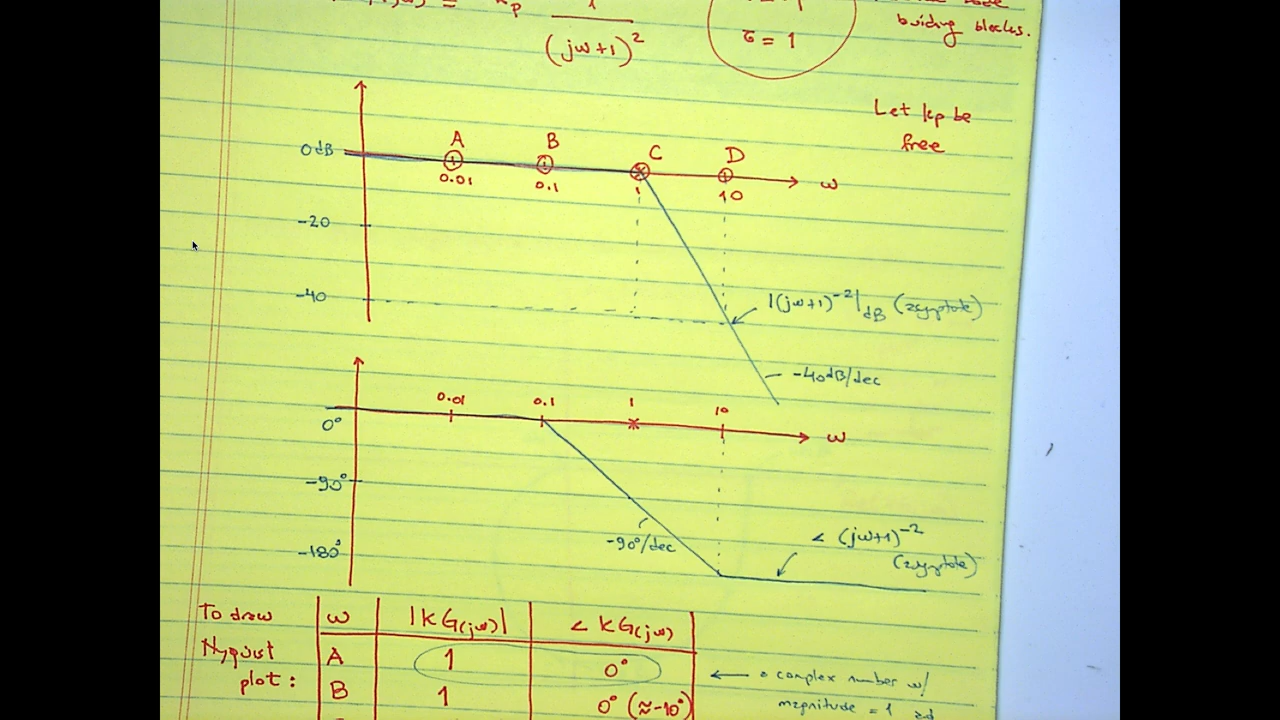 1
(jω+1)²
τ = 1
building blocks.
Let kp be
free
A B C D
0dB
0.01 0.1 1 10 ω
-20
-40
|(jω+1)⁻²|dB (asymptote)
-40dB/dec
0.01 0.1 1 10
0° ω
-90°
-90°/dec
∠ (jω+1)⁻²
(asymptote)
-180°
To draw ω |KG(jω)| ∠ KG(jω)
Nyquist A 1 0°
plot: B 1 0° (≈-10°)
← a complex number w/
magnitude = 1 and